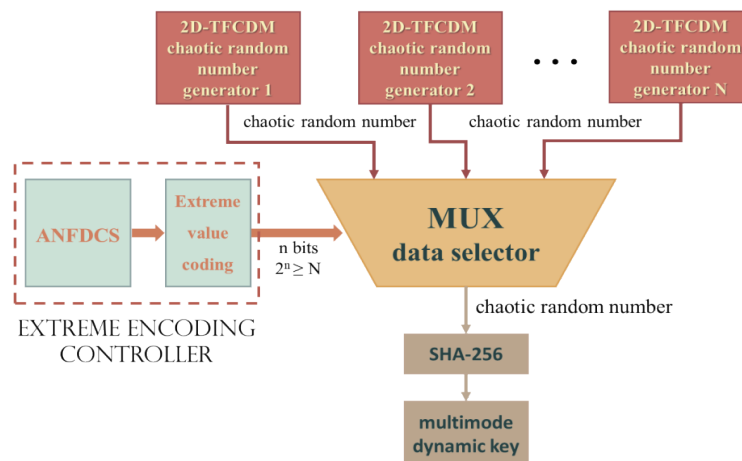 2D-TFCDM
chaotic random
number
generator 1
2D-TFCDM
chaotic random
number
generator 2
...
2D-TFCDM
chaotic random
number
generator N
chaotic random number
chaotic random number
ANFDCS
Extreme
value
coding
n bits
2ⁿ ≥ N
MUX
data selector
EXTREME ENCODING
CONTROLLER
chaotic random number
SHA-256
multimode
dynamic key